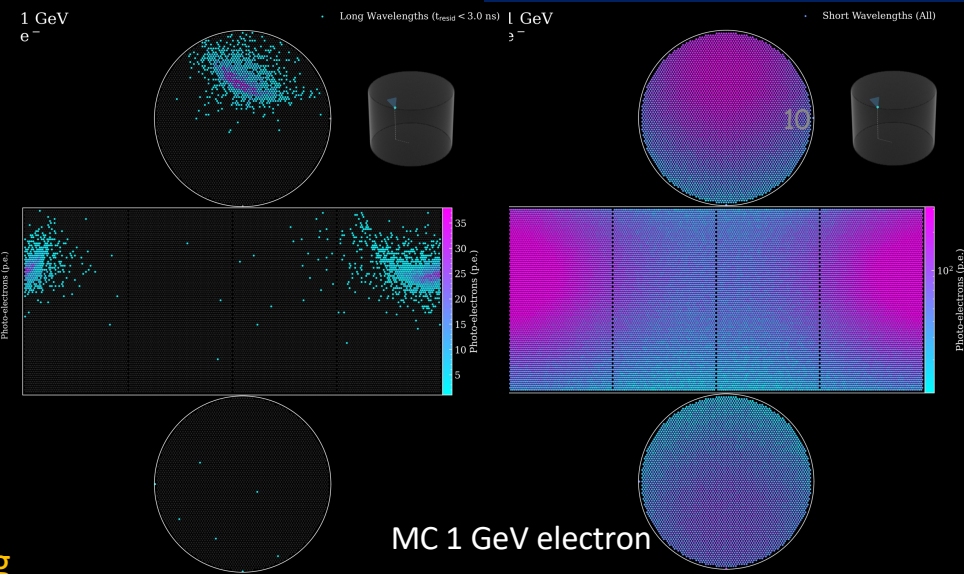 1 GeV
e⁻
Long Wavelengths (t_resid < 3.0 ns)
1 GeV
e⁻
Short Wavelengths (All)
10
Photo-electrons (p.e.)
35
30
25
20
15
10
5
Photo-electrons (p.e.)
10²
Photo-electrons (p.e.)
MC 1 GeV electron
g